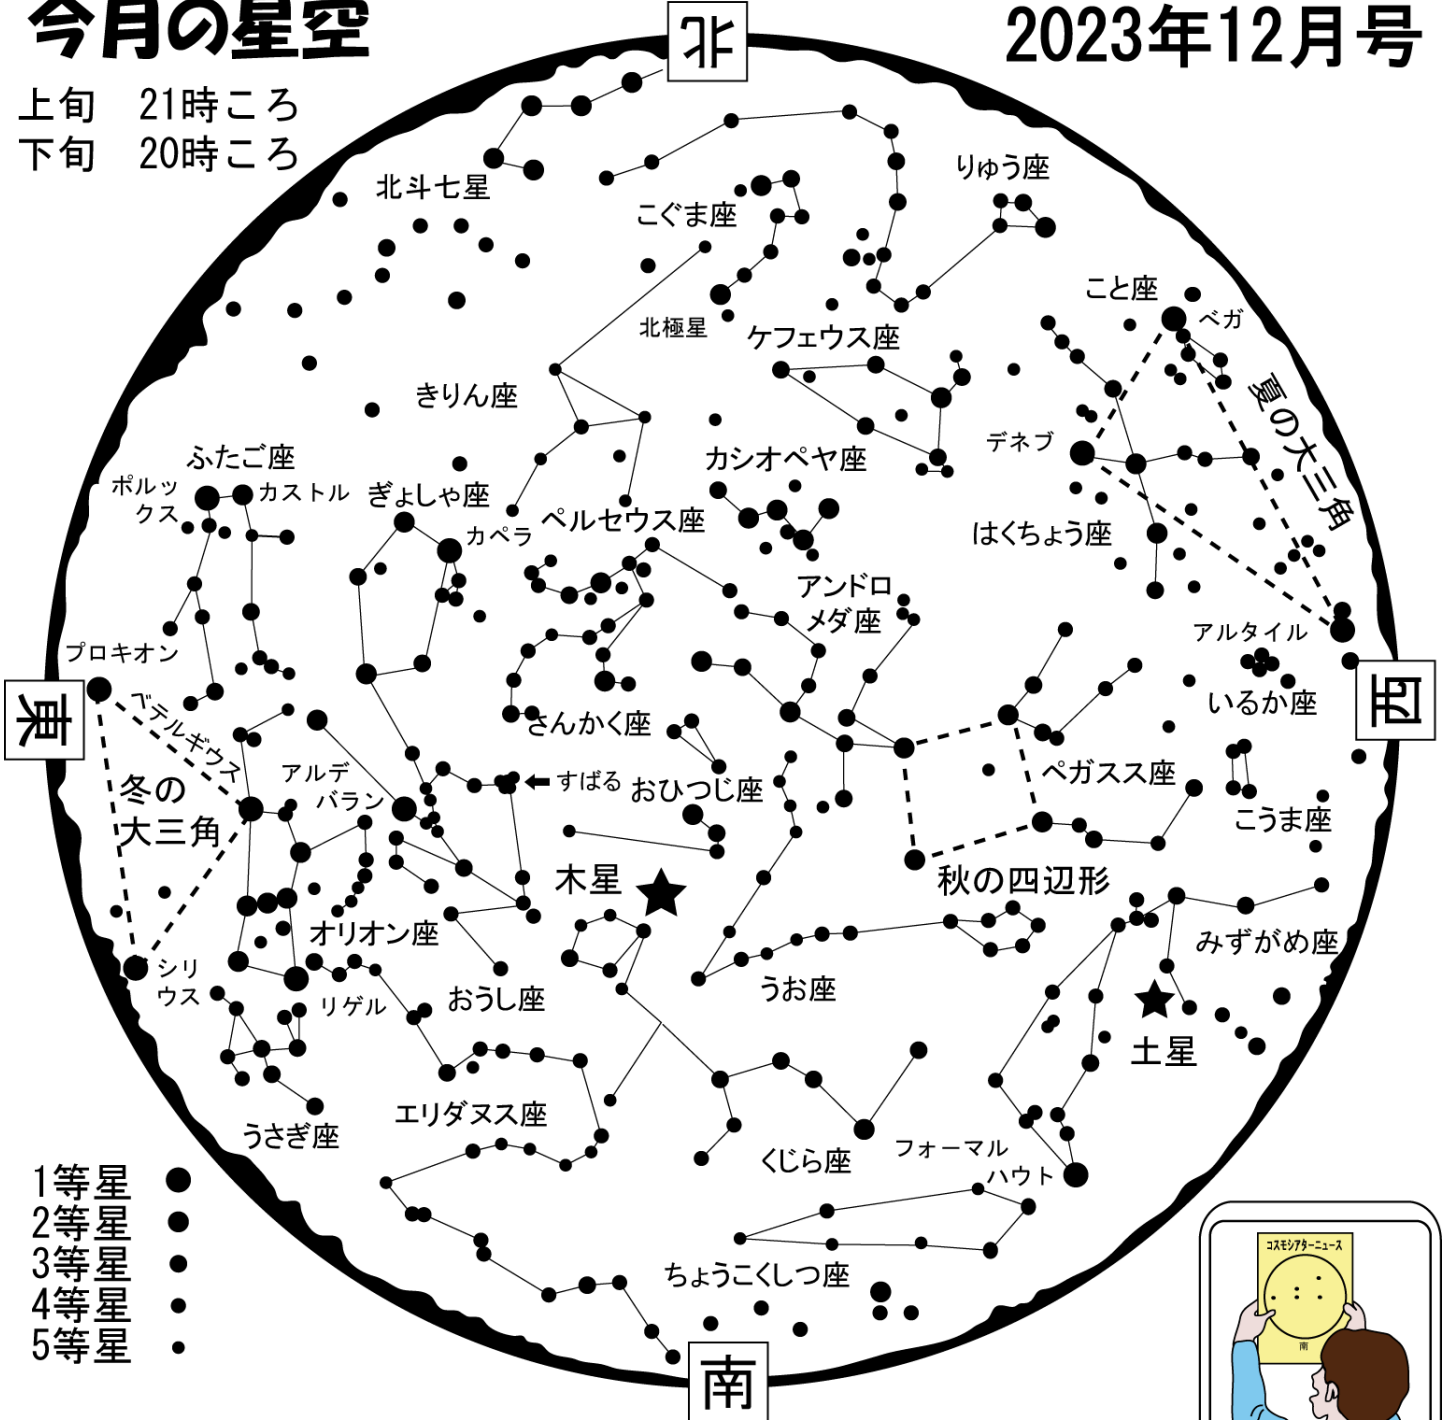 今月の星空
2023年12月号
上旬　21時ころ
下旬　20時ころ
北
北斗七星
りゅう座
こぐま座
こと座
ベガ
北極星
ケフェウス座
きりん座
夏の大三角
デネブ
カシオペヤ座
ふたご座
ポルッ
クス
カストル
ぎょしゃ座
カペラ
ペルセウス座
はくちょう座
アンドロ
メダ座
アルタイル
プロキオン
東
西
いるか座
ベテルギウス
さんかく座
冬の
大三角
アルデ
バラン
すばる
おひつじ座
ペガスス座
こうま座
木星
秋の四辺形
オリオン座
みずがめ座
シリ
ウス
リゲル
おうし座
うお座
土星
エリダヌス座
うさぎ座
くじら座
フォーマル
ハウト
1等星
2等星
3等星
4等星
5等星
ちょうこくしつ座
南
コスモシアターニュース
南